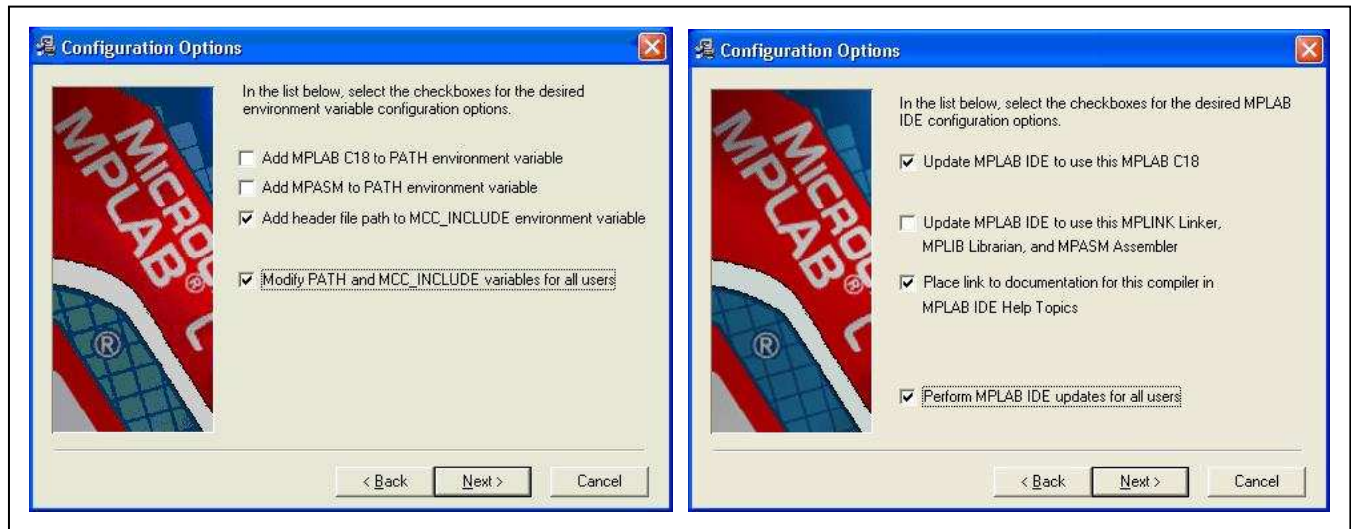 Configuration Options
In the list below, select the checkboxes for the desired
environment variable configuration options.
Add MPLAB C18 to PATH environment variable
Add MPASM to PATH environment variable
Add header file path to MCC_INCLUDE environment variable
Modify PATH and MCC_INCLUDE variables for all users
MPLAB
®
< Back
Next >
Cancel
Configuration Options
In the list below, select the checkboxes for the desired MPLAB
IDE configuration options.
Update MPLAB IDE to use this MPLAB C18
Update MPLAB IDE to use this MPLINK Linker,
MPLIB Librarian, and MPASM Assembler
Place link to documentation for this compiler in
MPLAB IDE Help Topics
Perform MPLAB IDE updates for all users
MPLAB
®
< Back
Next >
Cancel